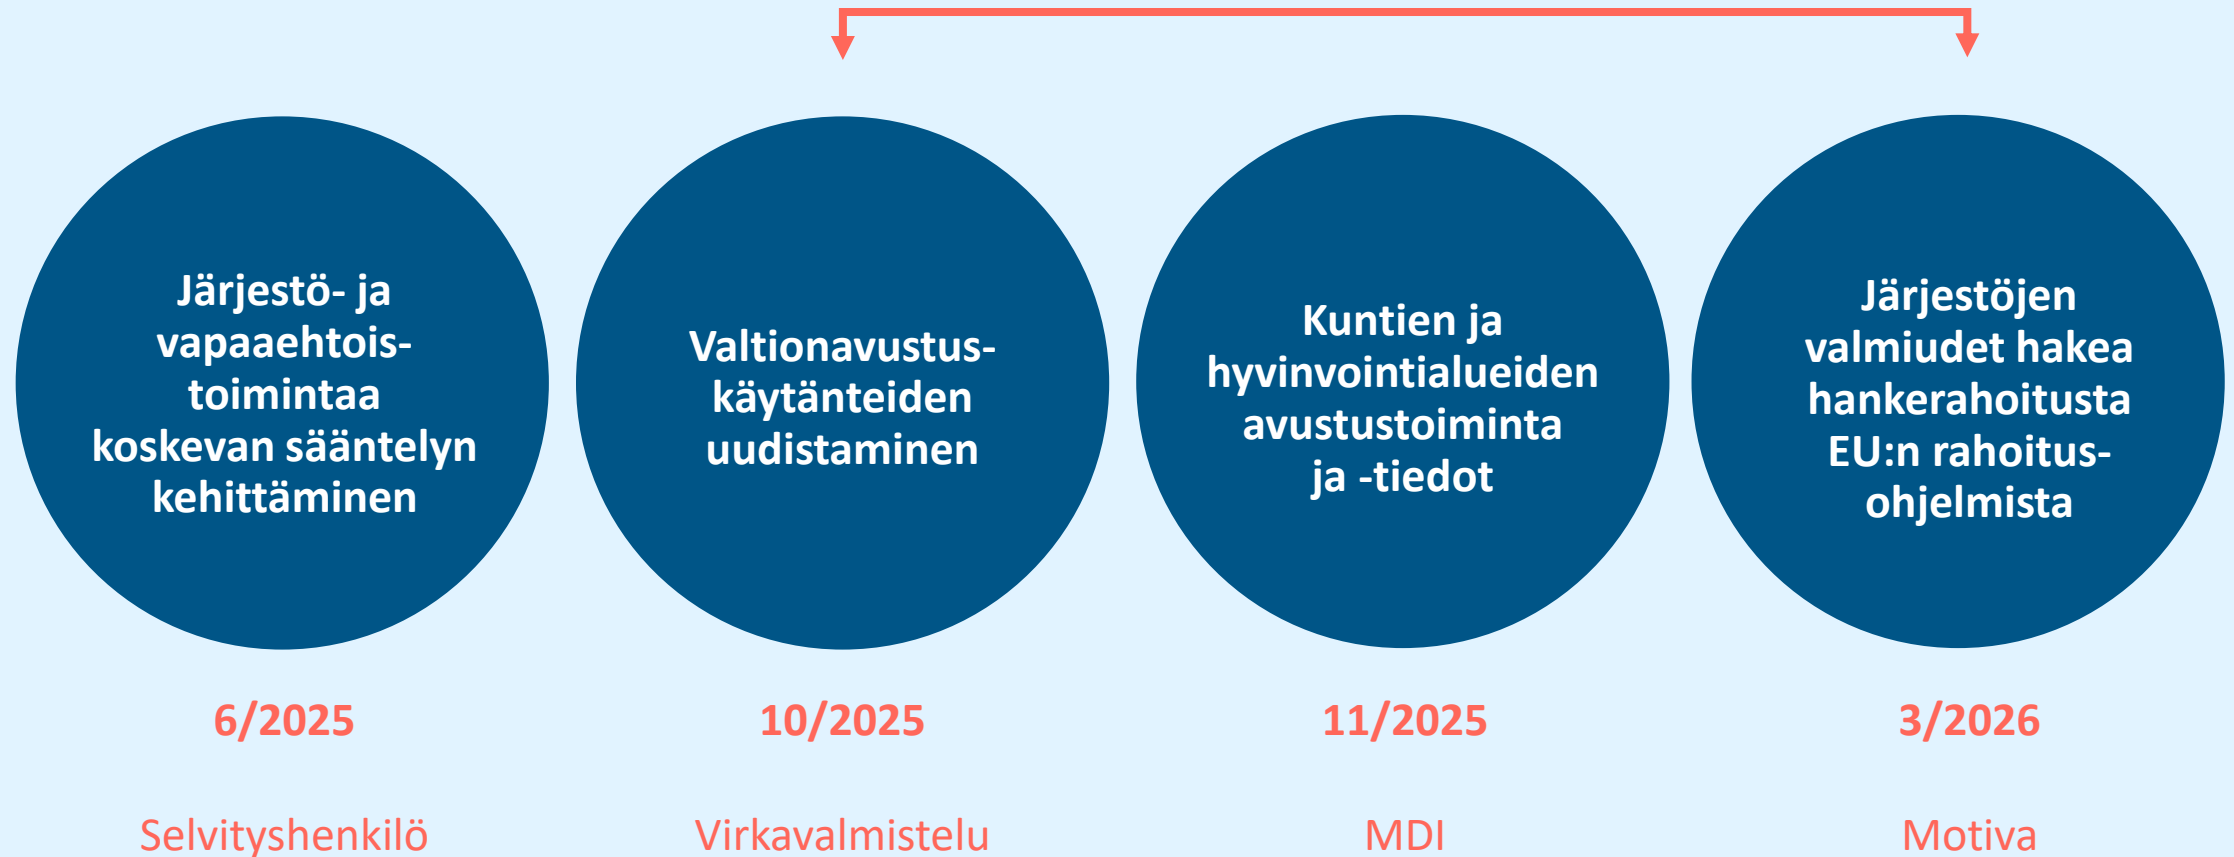 Järjestö- ja
vapaaehtois-
toimintaa
koskevan sääntelyn
kehittäminen
6/2025
Selvityshenkilö
Valtionavustus-
käytänteiden
uudistaminen
10/2025
Virkavalmistelu
Kuntien ja
hyvinvointialueiden
avustustoiminta
ja -tiedot
11/2025
MDI
Järjestöjen
valmiudet hakea
hankerahoitusta
EU:n rahoitus-
ohjelmista
3/2026
Motiva